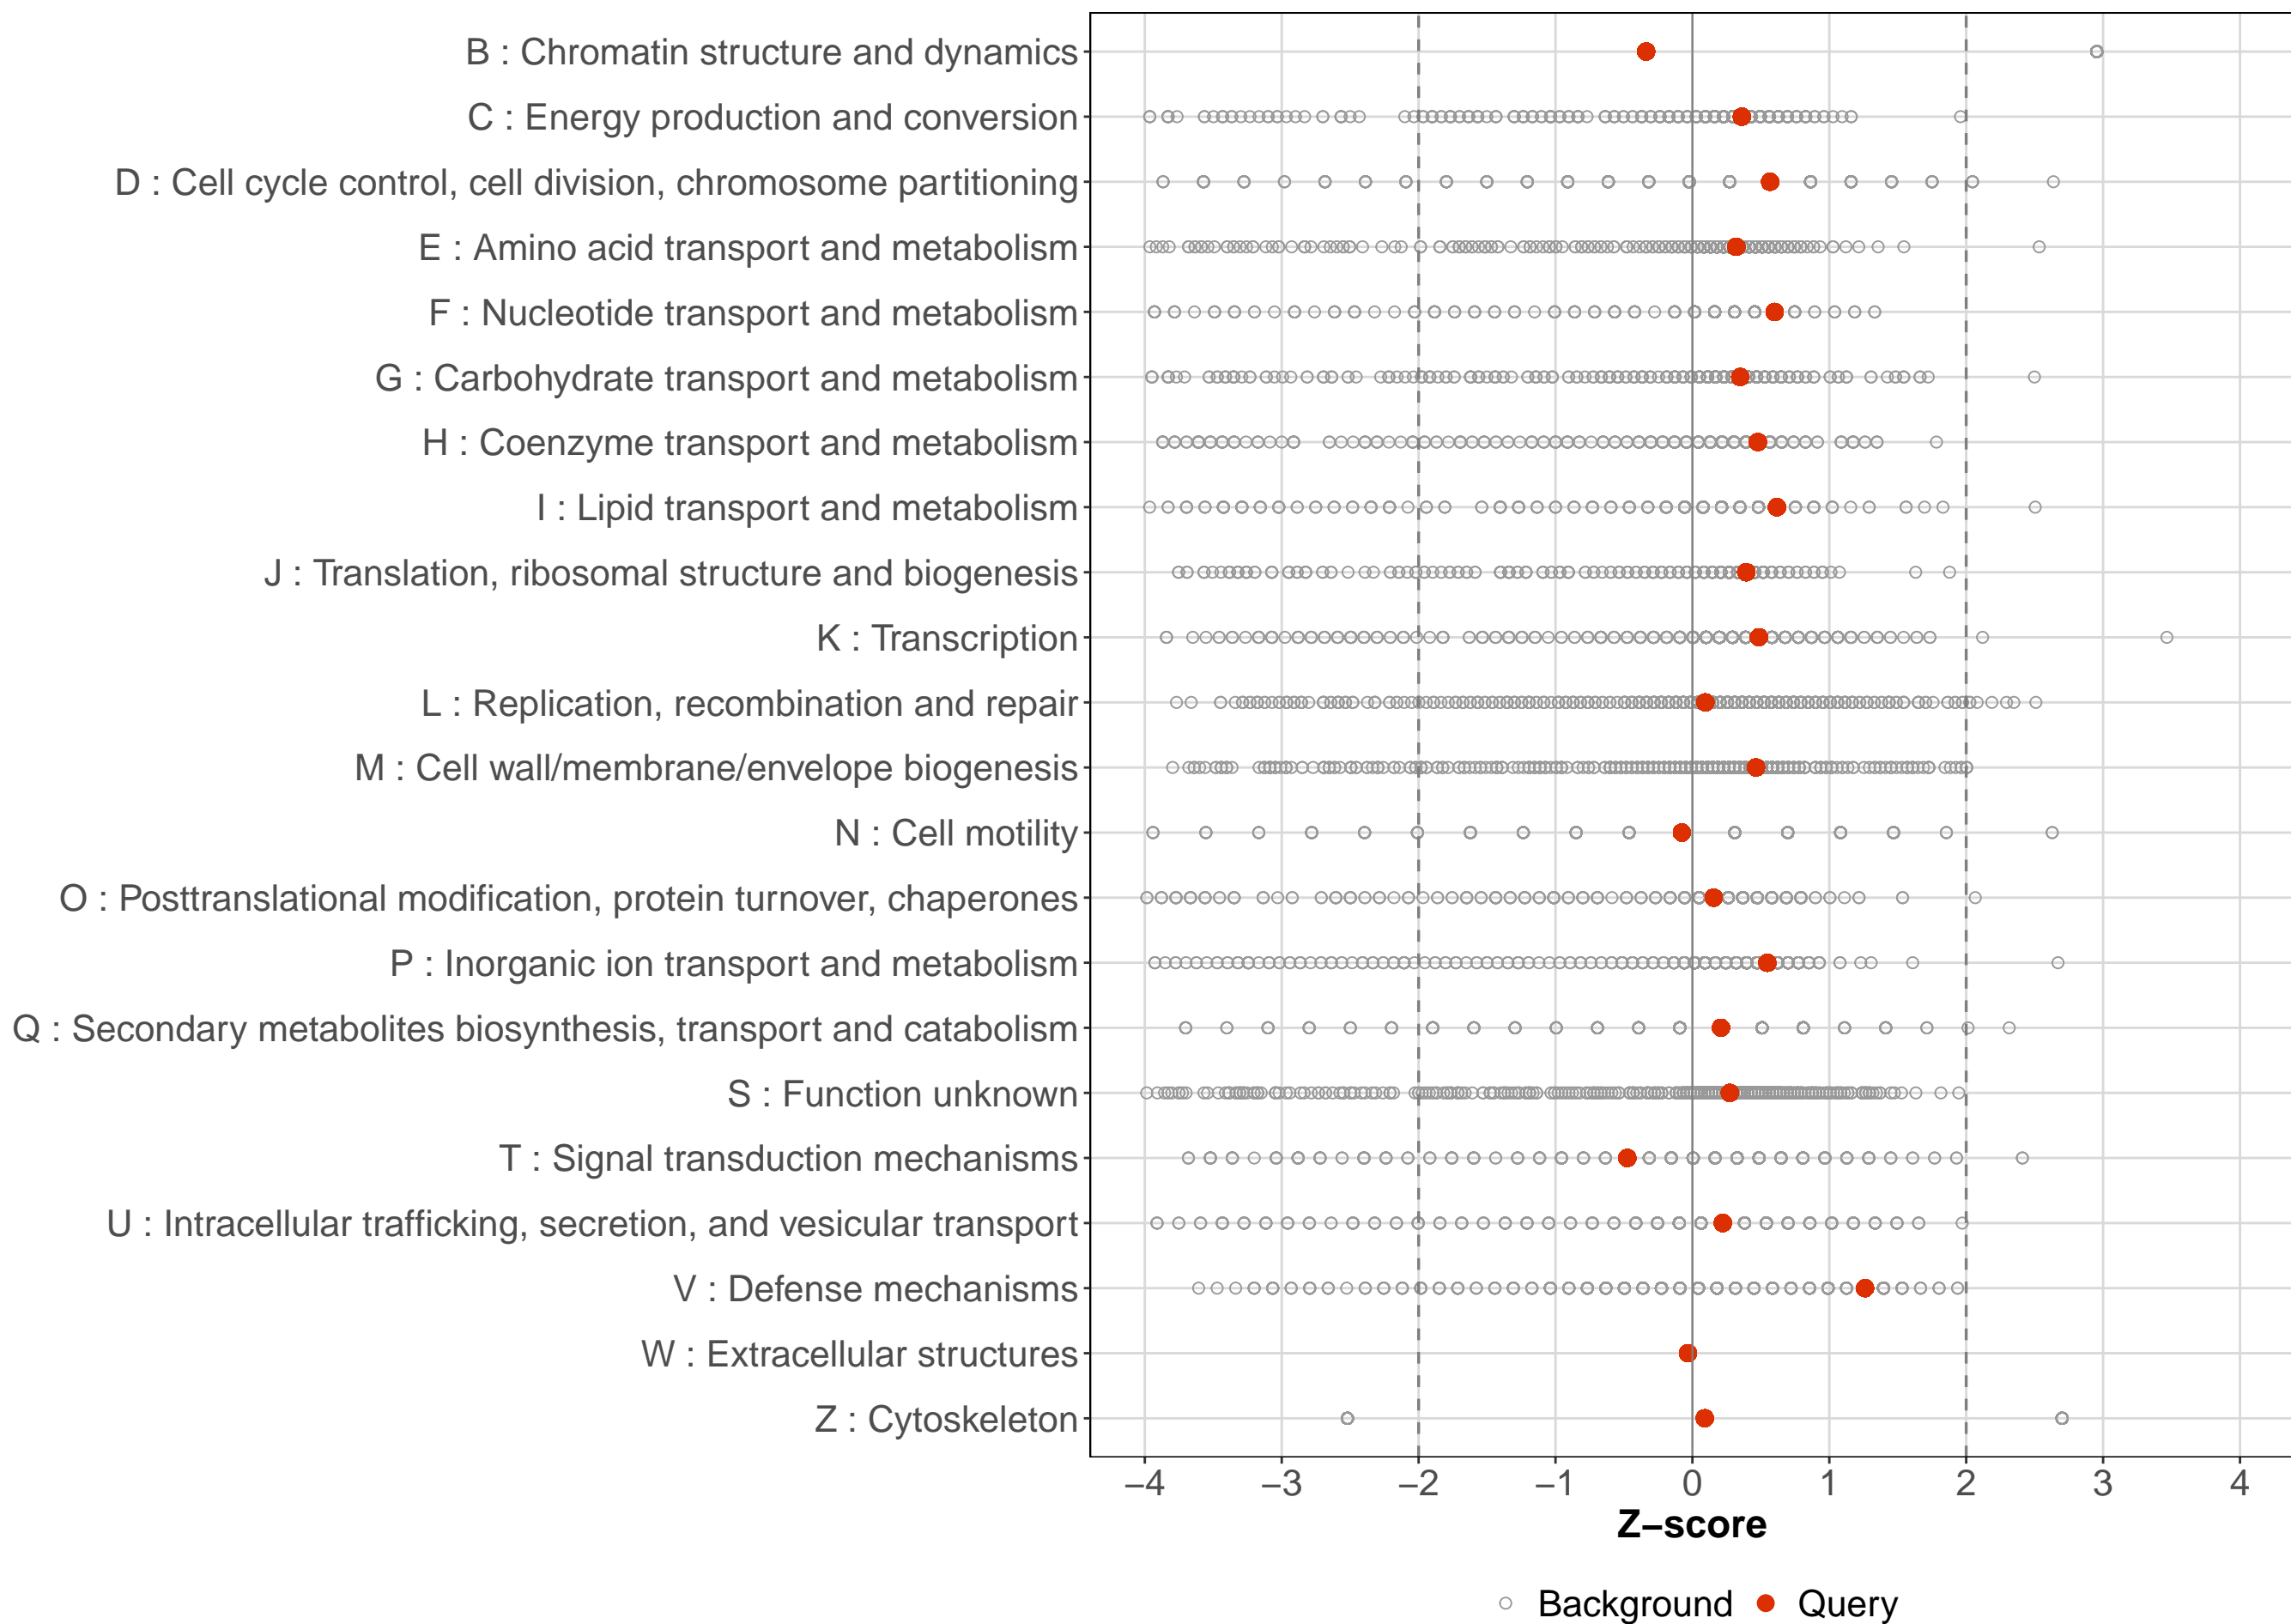 B : Chromatin structure and dynamics
C : Energy production and conversion
D : Cell cycle control, cell division, chromosome partitioning
E : Amino acid transport and metabolism
F : Nucleotide transport and metabolism
G : Carbohydrate transport and metabolism
H : Coenzyme transport and metabolism
I : Lipid transport and metabolism
J : Translation, ribosomal structure and biogenesis
K : Transcription
L : Replication, recombination and repair
M : Cell wall/membrane/envelope biogenesis
N : Cell motility
O : Posttranslational modification, protein turnover, chaperones
P : Inorganic ion transport and metabolism
Q : Secondary metabolites biosynthesis, transport and catabolism
S : Function unknown
T : Signal transduction mechanisms
U : Intracellular trafficking, secretion, and vesicular transport
V : Defense mechanisms
W : Extracellular structures
Z : Cytoskeleton
−4 −3 −2 −1 0 1 2 3 4
Z−score
Background Query